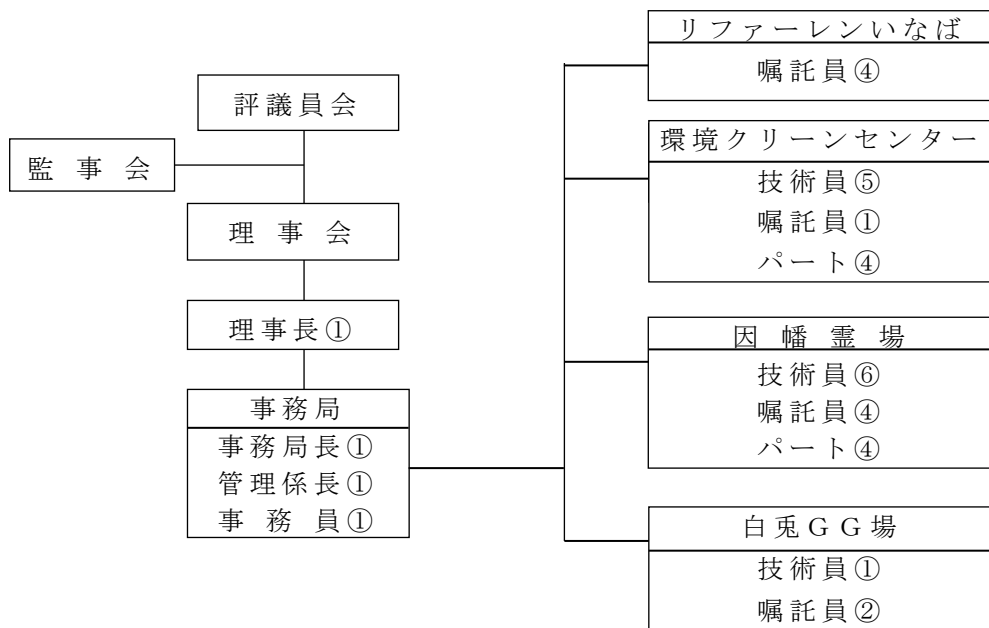 評議員会
監事会
理事会
理事長①
事務局
事務局長①
管理係長①
事務員①
リファーレンいなば
嘱託員④
環境クリーンセンター
技術員⑤
嘱託員①
パート④
因幡霊場
技術員⑥
嘱託員④
パート④
白兎ＧＧ場
技術員①
嘱託員②